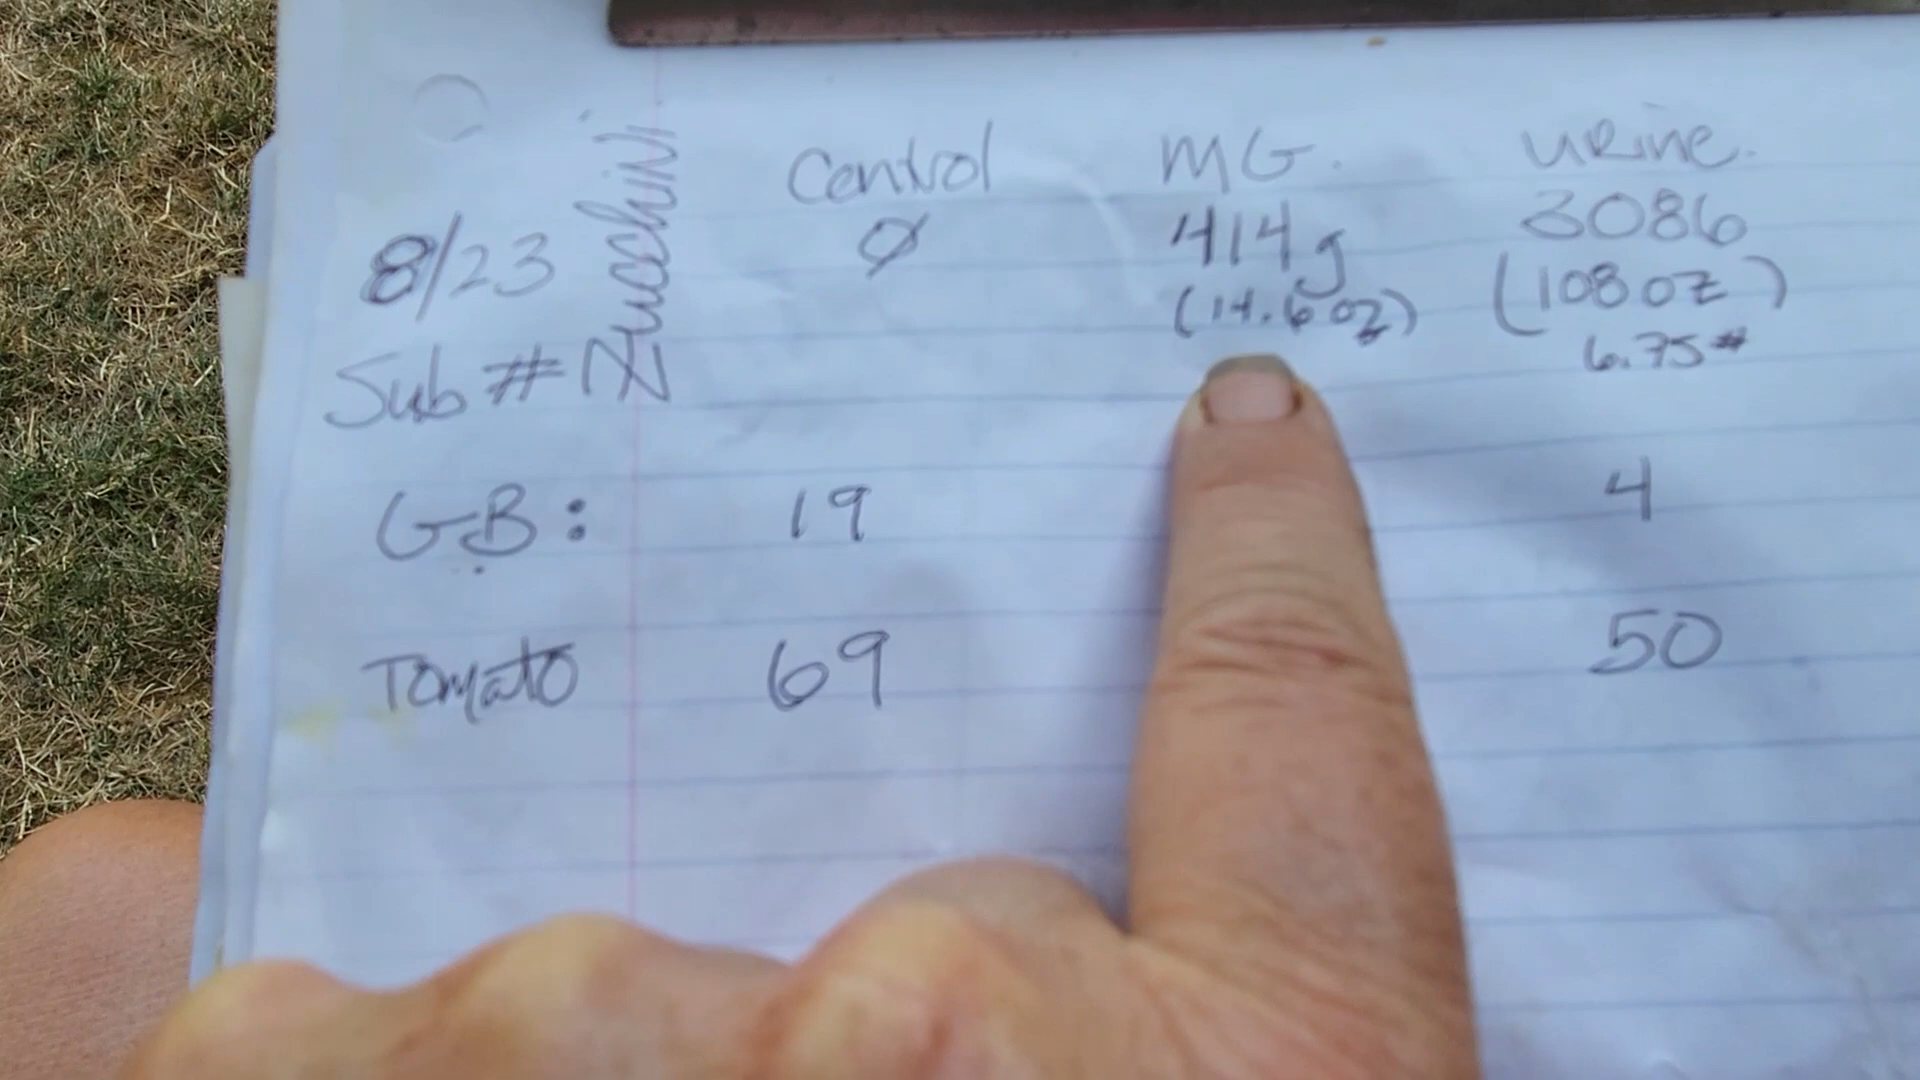 Control MG. urine.
8/23 Zucchini Ø 414g 3086
(14.6oz) (108oz)
6.75#
Sub #
GB: 19 4
Tomato 69 50